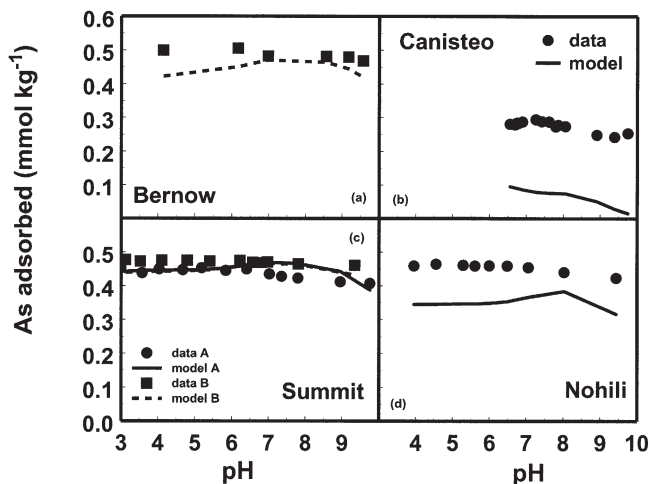 As adsorbed (mmol kg⁻¹)
0.6
0.5
0.4
0.3
0.2
0.1
Bernow
(a)
Canisteo
data
model
(b)
(c)
0.5
0.4
0.3
0.2
0.1
0.0
data A
model A
data B
model B
Summit
(d)
Nohili
3 4 5 6 7 8 9
4 5 6 7 8 9 10
pH
pH